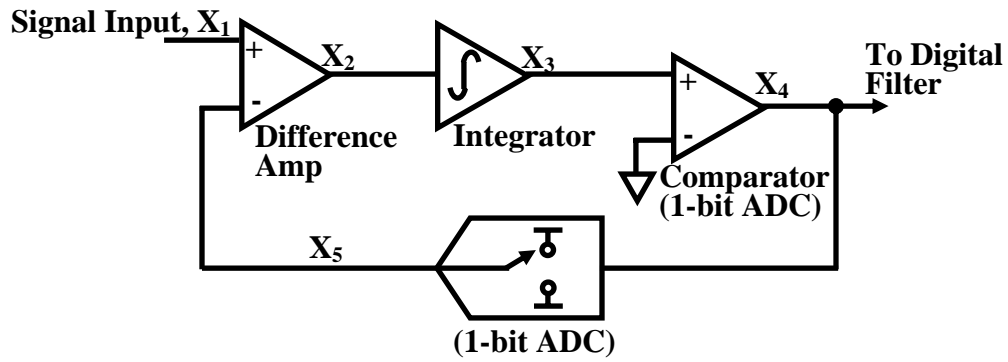 Signal Input, X1
+
-
X2
Difference
Amp
X3
Integrator
+
-
X4
To Digital
Filter
Comparator
(1-bit ADC)
X5
(1-bit ADC)